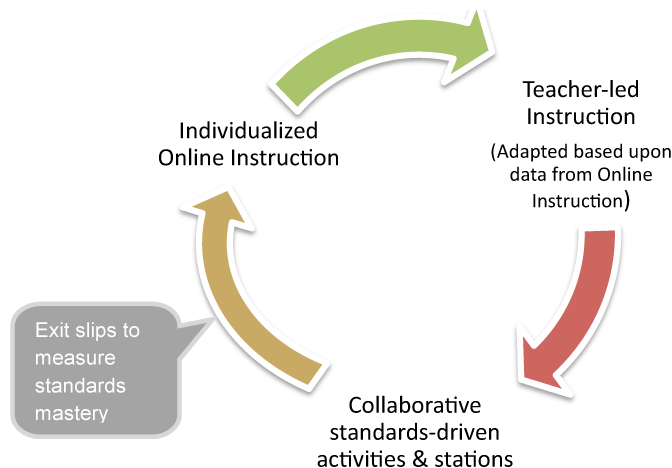 Individualized
Online Instruction
Teacher-led
Instruction
(Adapted based upon
data from Online
Instruction)
Collaborative
standards-driven
activities & stations
Exit slips to
measure
standards
mastery